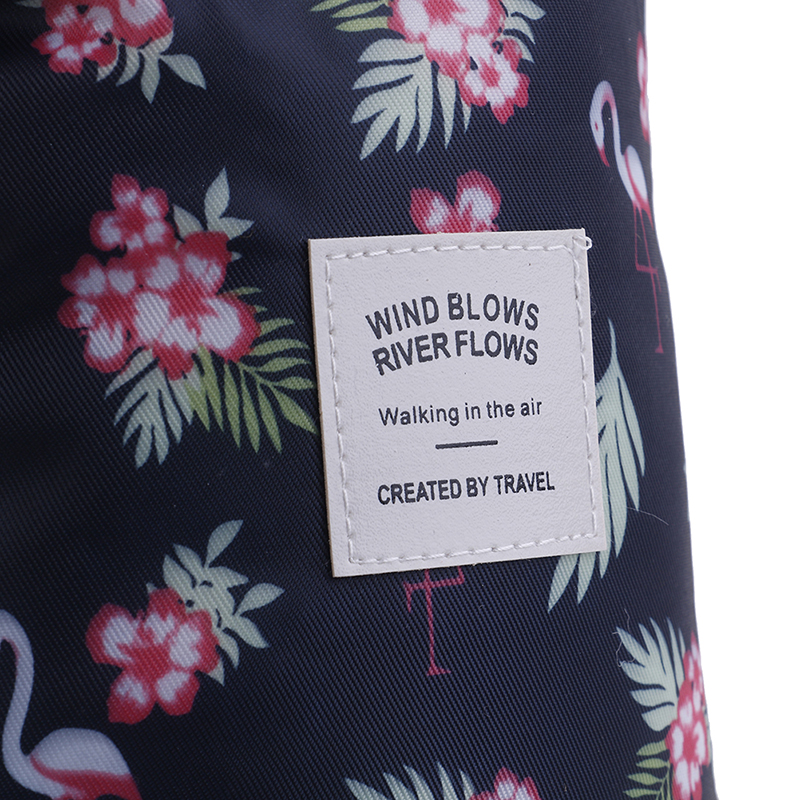 WIND BLOWS
RIVER FLOWS
Walking in the air
CREATED BY TRAVEL